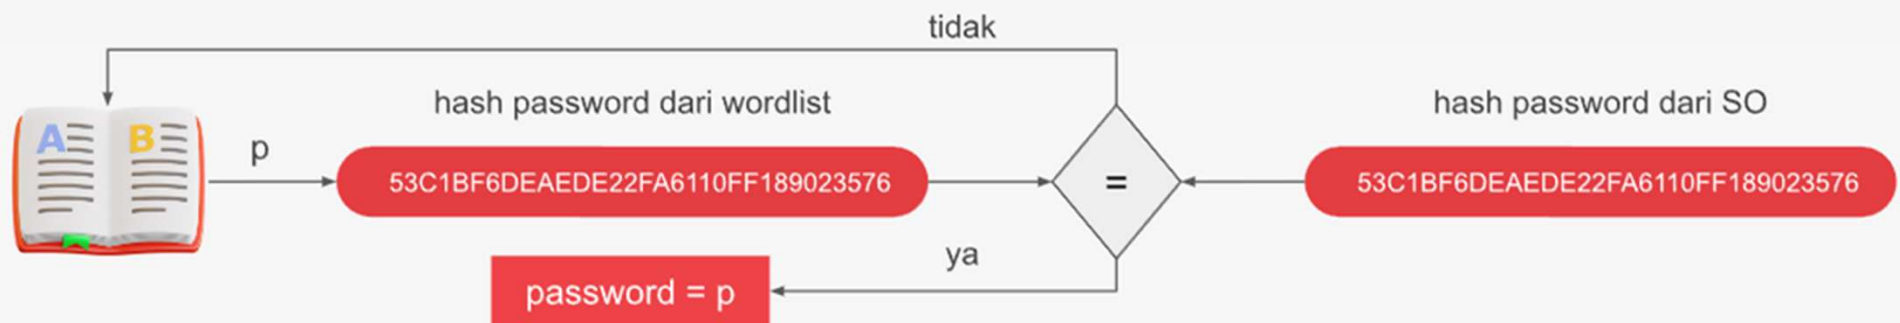 tidak
hash password dari wordlist
hash password dari SO
A
B
p
53C1BF6DEAEDE22FA6110FF189023576
=
53C1BF6DEAEDE22FA6110FF189023576
ya
password = p